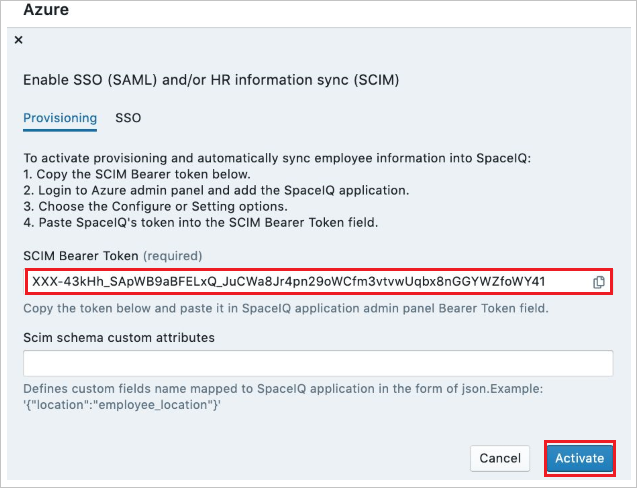 Azure
×
Enable SSO (SAML) and/or HR information sync (SCIM)
Provisioning SSO
To activate provisioning and automatically sync employee information into SpaceIQ:
1. Copy the SCIM Bearer token below.
2. Login to Azure admin panel and add the SpaceIQ application.
3. Choose the Configure or Setting options.
4. Paste SpaceIQ's token into the SCIM Bearer Token field.
SCIM Bearer Token (required)
XXX-43kHh_SApWB9aBFELxQ_JuCWa8Jr4pn29oWCfm3vtvwUqbx8nGGYWZfoWY41
Copy the token below and paste it in SpaceIQ application admin panel Bearer Token field.
Scim schema custom attributes
Defines custom fields name mapped to SpaceIQ application in the form of json.Example:
'{"location":"employee_location"}'
Cancel Activate